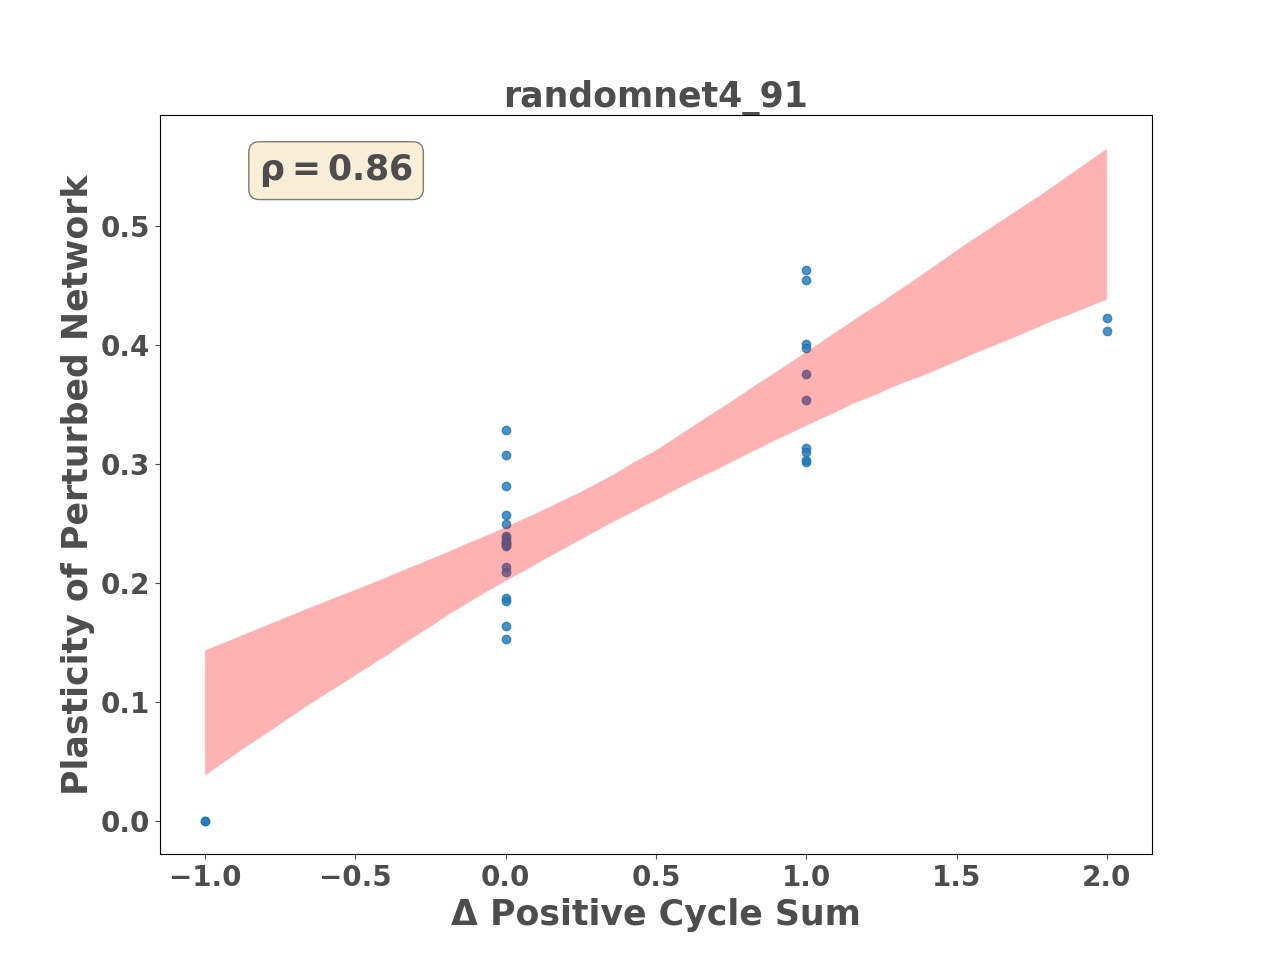 randomnet4_91
ρ = 0.86
Plasticity of Perturbed Network
0.5
0.4
0.3
0.2
0.1
0.0
−1.0 −0.5 0.0 0.5 1.0 1.5 2.0
Δ Positive Cycle Sum